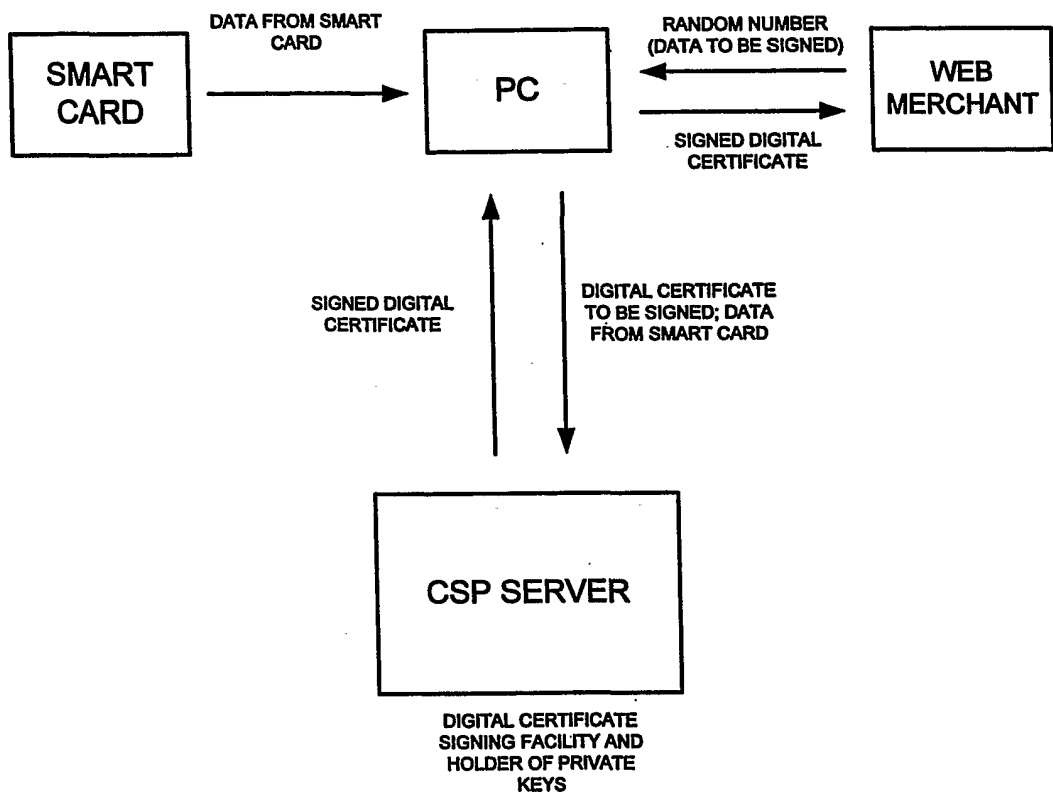 DATA FROM SMART
CARD
RANDOM NUMBER
(DATA TO BE SIGNED)
SMART
CARD
PC
WEB
MERCHANT
SIGNED DIGITAL
CERTIFICATE
SIGNED DIGITAL
CERTIFICATE
DIGITAL CERTIFICATE
TO BE SIGNED; DATA
FROM SMART CARD
CSP SERVER
DIGITAL CERTIFICATE
SIGNING FACILITY AND
HOLDER OF PRIVATE
KEYS